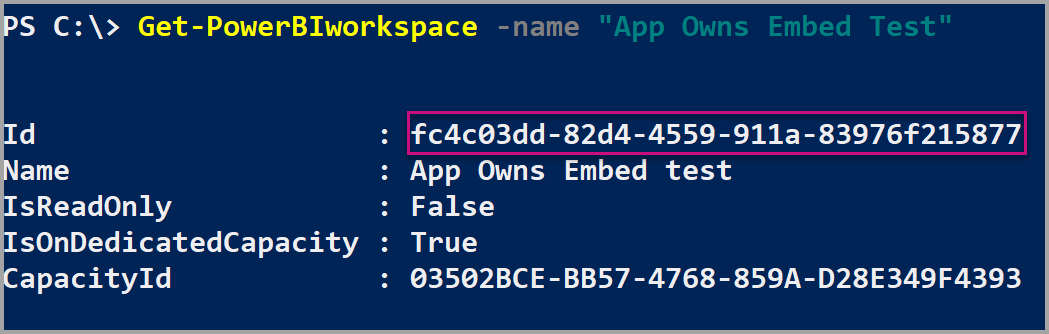 PS C:\> Get-PowerBIworkspace -name "App Owns Embed Test"
Id : fc4c03dd-82d4-4559-911a-83976f215877
Name : App Owns Embed test
IsReadOnly : False
IsOnDedicatedCapacity : True
CapacityId : 03502BCE-BB57-4768-859A-D28E349F4393